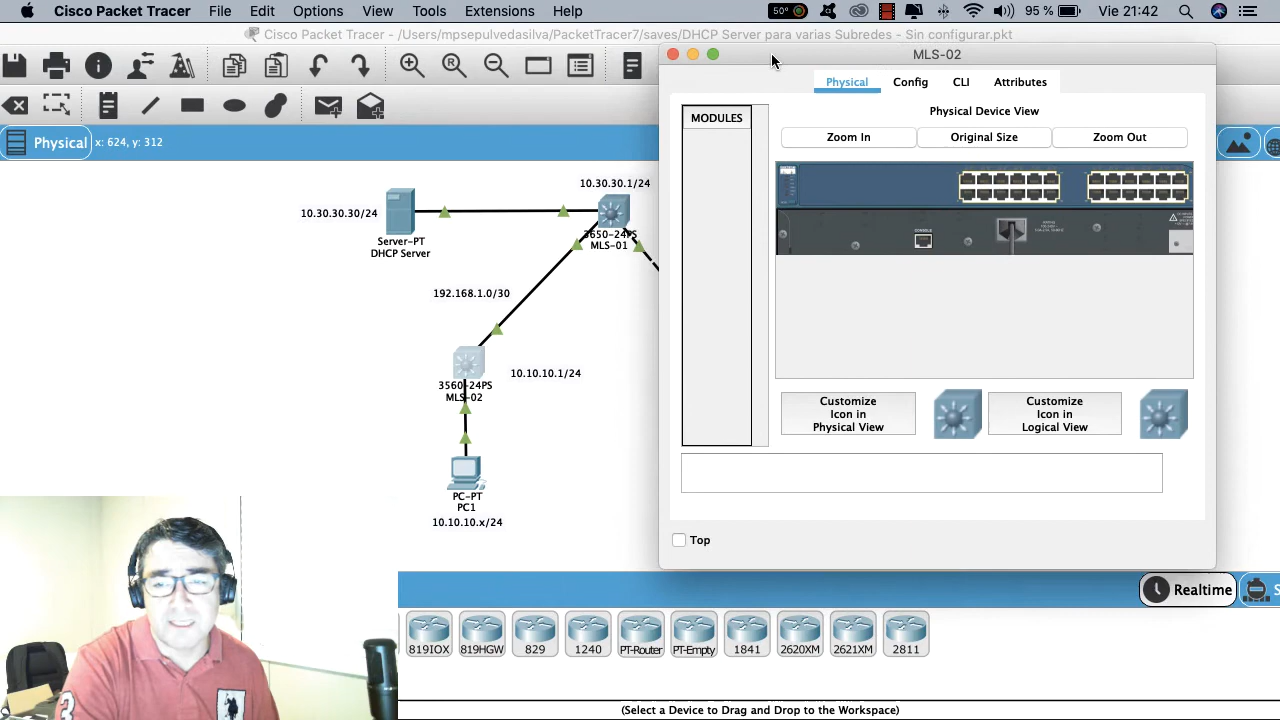 Cisco Packet Tracer File Edit Options View Tools Extensions Help 50° 95 % Vie 21:42
Cisco Packet Tracer - /Users/mpsepulvedasilva/PacketTracer7/saves/DHCP Server para varias Subredes - Sin configurar.pkt
MLS-02
Physical Config CLI Attributes
MODULES
Physical Device View
Zoom In Original Size Zoom Out
Physical x: 624, y: 312
10.30.30.1/24
10.30.30.30/24
Server-PT
DHCP Server
3650-24PS
MLS-01
192.168.1.0/30
3560-24PS
MLS-02
10.10.10.1/24
PC-PT
PC1
10.10.10.x/24
CONSOLE
Customize
Icon in
Physical View
Customize
Icon in
Logical View
Top
Realtime
819IOX 819HGW 829 1240 PT-Router PT-Empty 1841 2620XM 2621XM 2811
(Select a Device to Drag and Drop to the Workspace)
3